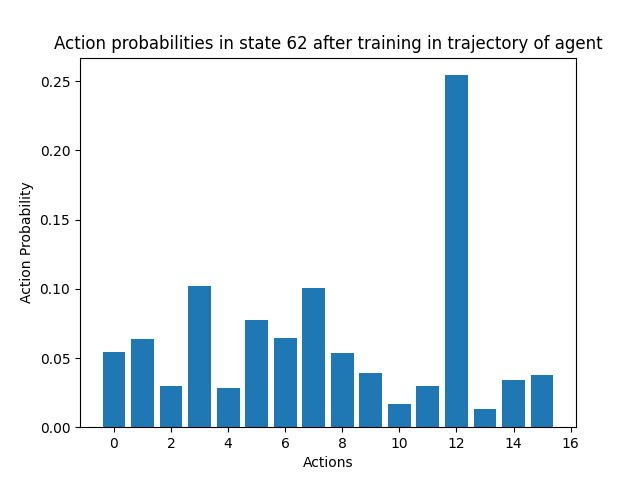 Action probabilities in state 62 after training in trajectory of agent
0.25
0.20
0.15
0.10
0.05
0.00
Action Probability
0 2 4 6 8 10 12 14 16
Actions